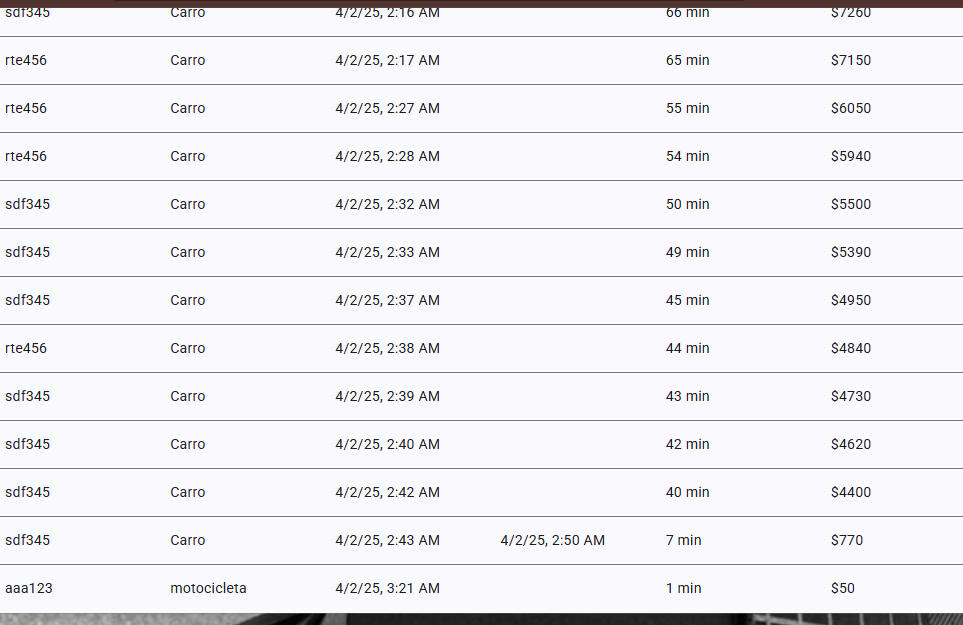 sdf345 Carro 4/2/25, 2:16 AM 66 min $7260
rte456 Carro 4/2/25, 2:17 AM 65 min $7150
rte456 Carro 4/2/25, 2:27 AM 55 min $6050
rte456 Carro 4/2/25, 2:28 AM 54 min $5940
sdf345 Carro 4/2/25, 2:32 AM 50 min $5500
sdf345 Carro 4/2/25, 2:33 AM 49 min $5390
sdf345 Carro 4/2/25, 2:37 AM 45 min $4950
rte456 Carro 4/2/25, 2:38 AM 44 min $4840
sdf345 Carro 4/2/25, 2:39 AM 43 min $4730
sdf345 Carro 4/2/25, 2:40 AM 42 min $4620
sdf345 Carro 4/2/25, 2:42 AM 40 min $4400
sdf345 Carro 4/2/25, 2:43 AM 4/2/25, 2:50 AM 7 min $770
aaa123 motocicleta 4/2/25, 3:21 AM 1 min $50